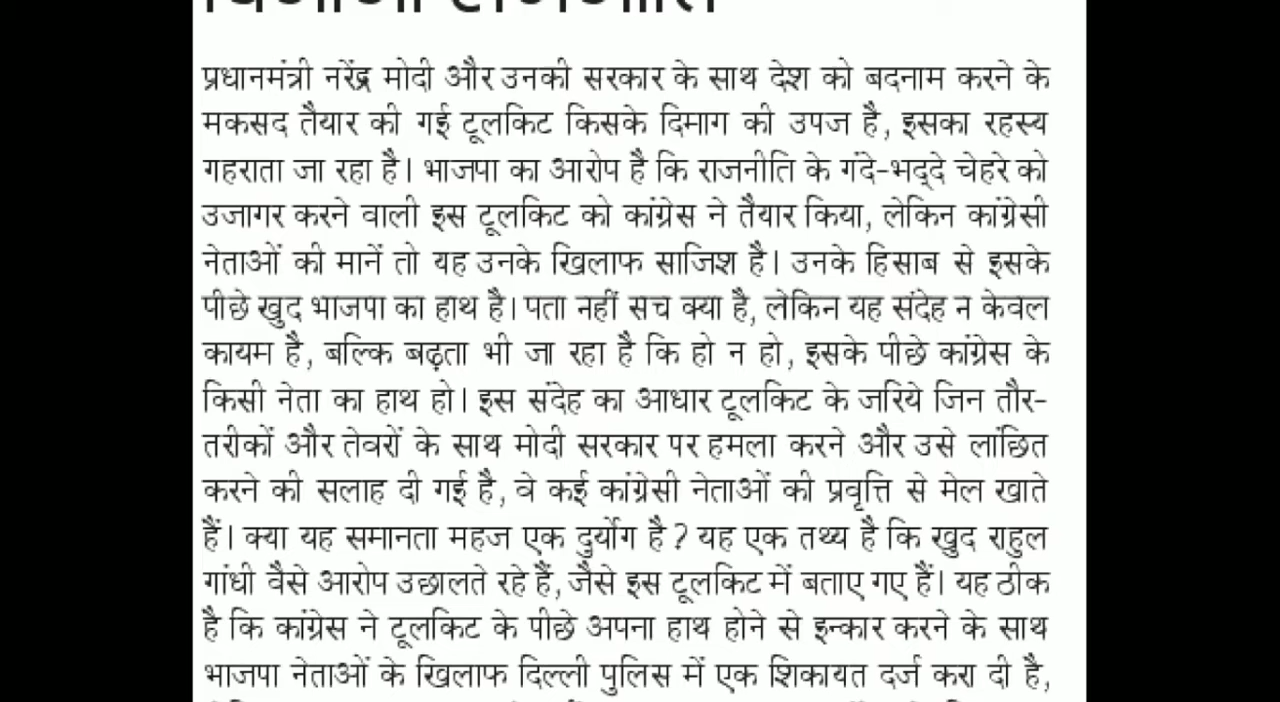 प्रधानमंत्री नरेंद्र मोदी और उनकी सरकार के साथ देश को बदनाम करने के
मकसद तैयार की गई टूलकिट किसके दिमाग की उपज है, इसका रहस्य
गहराता जा रहा है। भाजपा का आरोप है कि राजनीति के गंदे-भद्दे चेहरे को
उजागर करने वाली इस टूलकिट को कांग्रेस ने तैयार किया, लेकिन कांग्रेसी
नेताओं की मानें तो यह उनके खिलाफ साजिश है। उनके हिसाब से इसके
पीछे खुद भाजपा का हाथ है। पता नहीं सच क्या है, लेकिन यह संदेह न केवल
कायम है, बल्कि बढ़ता भी जा रहा है कि हो न हो, इसके पीछे कांग्रेस के
किसी नेता का हाथ हो। इस संदेह का आधार टूलकिट के जरिये जिन तौर-
तरीकों और तेवरों के साथ मोदी सरकार पर हमला करने और उसे लांछित
करने की सलाह दी गई है, वे कई कांग्रेसी नेताओं की प्रवृत्ति से मेल खाते
हैं। क्या यह समानता महज एक दुर्योग है? यह एक तथ्य है कि खुद राहुल
गांधी वैसे आरोप उछालते रहे हैं, जैसे इस टूलकिट में बताए गए हैं। यह ठीक
है कि कांग्रेस ने टूलकिट के पीछे अपना हाथ होने से इन्कार करने के साथ
भाजपा नेताओं के खिलाफ दिल्ली पुलिस में एक शिकायत दर्ज करा दी है,